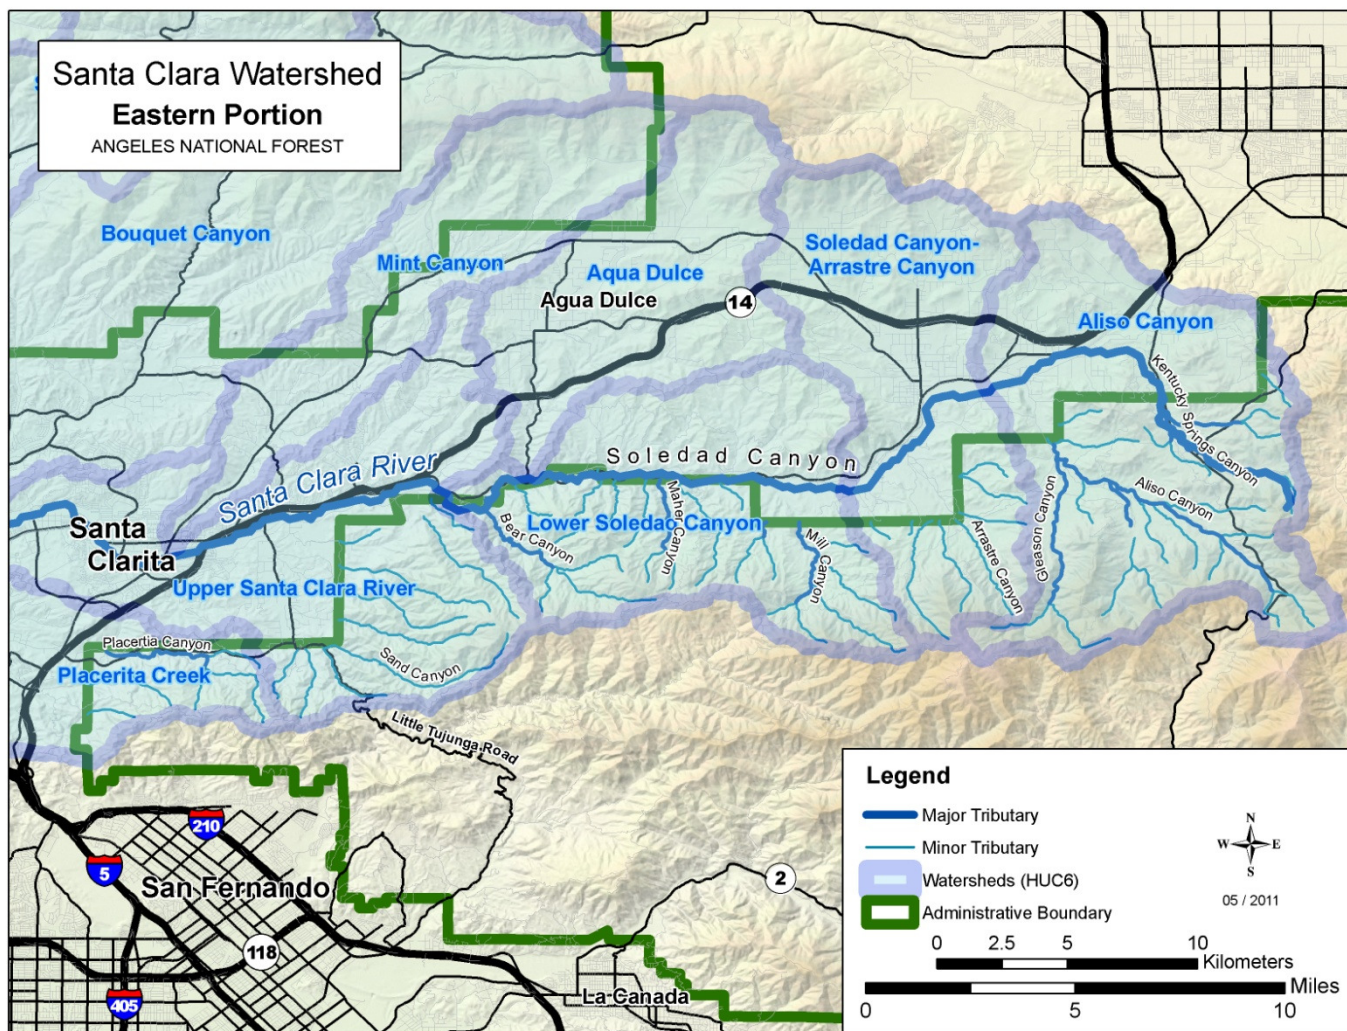 Santa Clara Watershed
Eastern Portion
ANGELES NATIONAL FOREST
Bouquet Canyon
Mint Canyon
Aqua Dulce
Agua Dulce
Soledad Canyon-
Arrastre Canyon
14
Aliso Canyon
Kentucky Springs Canyon
Santa Clara River
Soledad Canyon
Santa
Clarita
Upper Santa Clara River
Bear Canyon
Lower Soledao Canyon
Maher Canyon
Mill Canyon
Arrastre Canyon
Gleason Canyon
Aliso Canyon
Placertia Canyon
Placerita Creek
Sand Canyon
Little Tujunga Road
210
5
San Fernando
118
405
2
La Canada
Legend
Major Tributary
Minor Tributary
Watersheds (HUC6)
Administrative Boundary
N
W E
S
05 / 2011
0 2.5 5 10
Kilometers
Miles
0 5 10